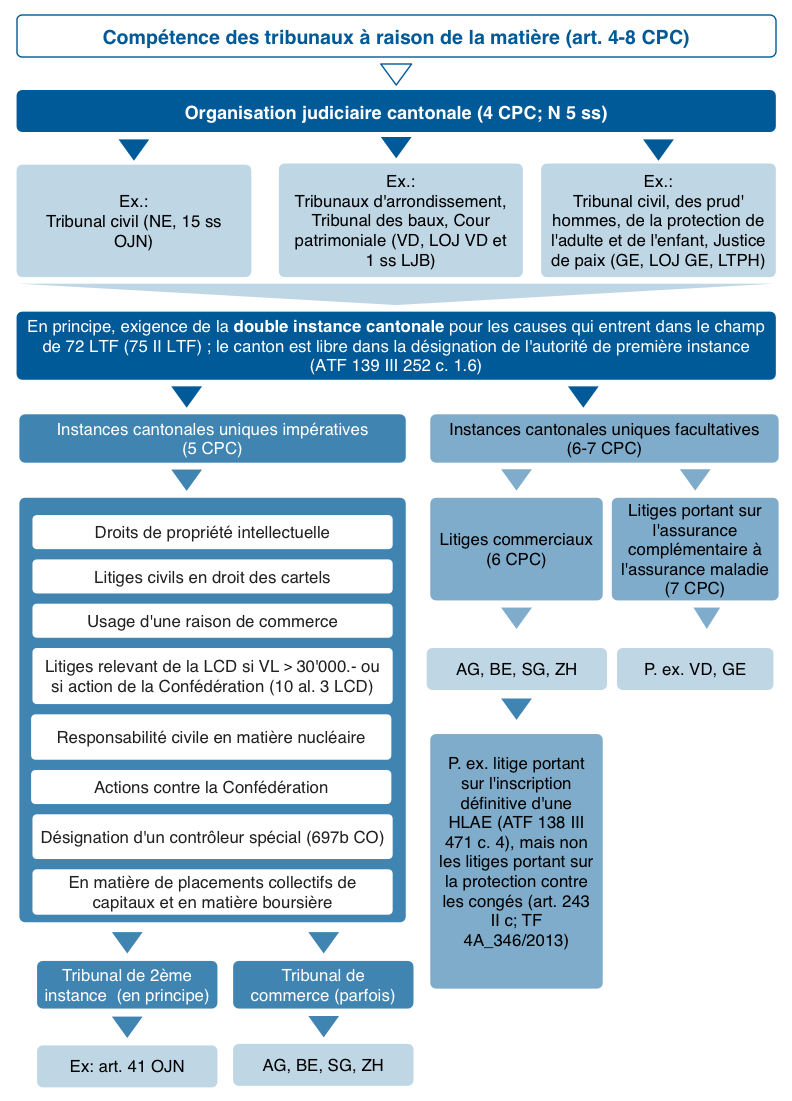 Compétence des tribunaux à raison de la matière (art. 4-8 CPC)
Organisation judiciaire cantonale (4 CPC; N 5 ss)
Ex.:
Tribunal civil (NE, 15 ss
OJN)
Ex.:
Tribunaux d'arrondissement,
Tribunal des baux, Cour
patrimoniale (VD, LOJ VD et
1 ss LJB)
Ex.:
Tribunal civil, des prud'
hommes, de la protection de
l'adulte et de l'enfant, Justice
de paix (GE, LOJ GE, LTPH)
En principe, exigence de la double instance cantonale pour les causes qui entrent dans le champ
de 72 LTF (75 II LTF) ; le canton est libre dans la désignation de l'autorité de première instance
(ATF 139 III 252 c. 1.6)
Instances cantonales uniques impératives
(5 CPC)
Droits de propriété intellectuelle
Litiges civils en droit des cartels
Usage d'une raison de commerce
Litiges relevant de la LCD si VL > 30'000.- ou
si action de la Confédération (10 al. 3 LCD)
Responsabilité civile en matière nucléaire
Actions contre la Confédération
Désignation d'un contrôleur spécial (697b CO)
En matière de placements collectifs de
capitaux et en matière boursière
Tribunal de 2ème
instance (en principe)
Ex: art. 41 OJN
Tribunal de
commerce (parfois)
AG, BE, SG, ZH
Instances cantonales uniques facultatives
(6-7 CPC)
Litiges commerciaux
(6 CPC)
AG, BE, SG, ZH
P. ex. litige portant
sur l'inscription
définitive d'une
HLAE (ATF 138 III
471 c. 4), mais non
les litiges portant sur
la protection contre
les congés (art. 243
II c; TF
4A_346/2013)
Litiges portant sur
l'assurance
complémentaire à
l'assurance maladie
(7 CPC)
P. ex. VD, GE